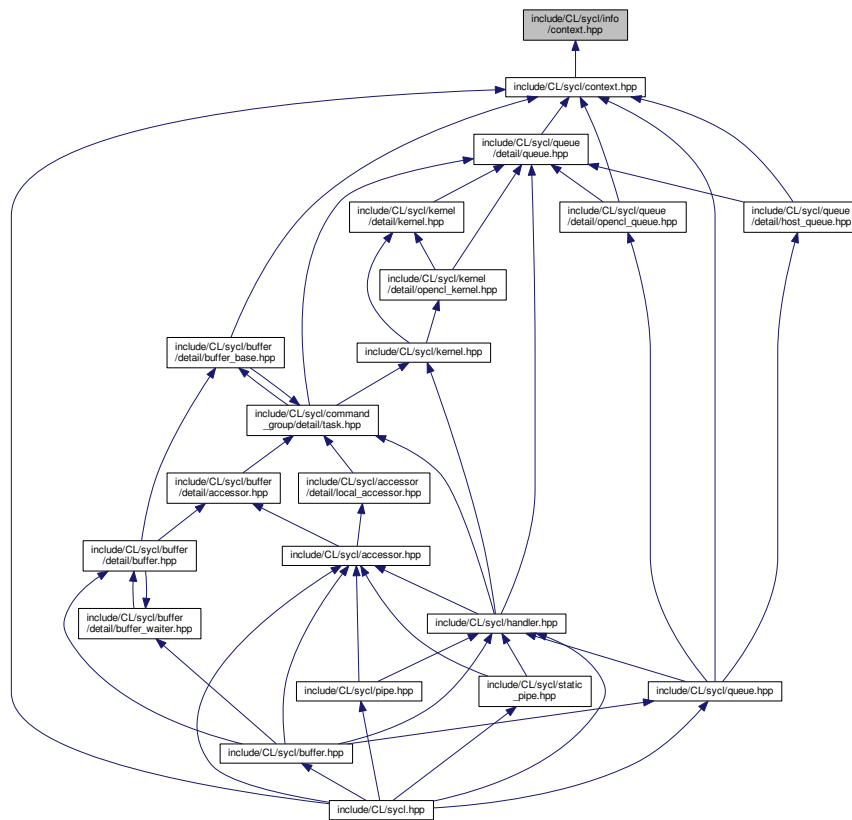 include/CL/sycl/info
/context.hpp
include/CL/sycl/context.hpp
include/CL/sycl/queue
/detail/queue.hpp
include/CL/sycl/kernel
/detail/kernel.hpp
include/CL/sycl/queue
/detail/opencl_queue.hpp
include/CL/sycl/queue
/detail/host_queue.hpp
include/CL/sycl/kernel
/detail/opencl_kernel.hpp
include/CL/sycl/buffer
/detail/buffer_base.hpp
include/CL/sycl/kernel.hpp
include/CL/sycl/command
_group/detail/task.hpp
include/CL/sycl/buffer
/detail/accessor.hpp
include/CL/sycl/accessor
/detail/local_accessor.hpp
include/CL/sycl/buffer
/detail/buffer.hpp
include/CL/sycl/accessor.hpp
include/CL/sycl/buffer
/detail/buffer_waiter.hpp
include/CL/sycl/handler.hpp
include/CL/sycl/pipe.hpp
include/CL/sycl/static
_pipe.hpp
include/CL/sycl/queue.hpp
include/CL/sycl/buffer.hpp
include/CL/sycl.hpp